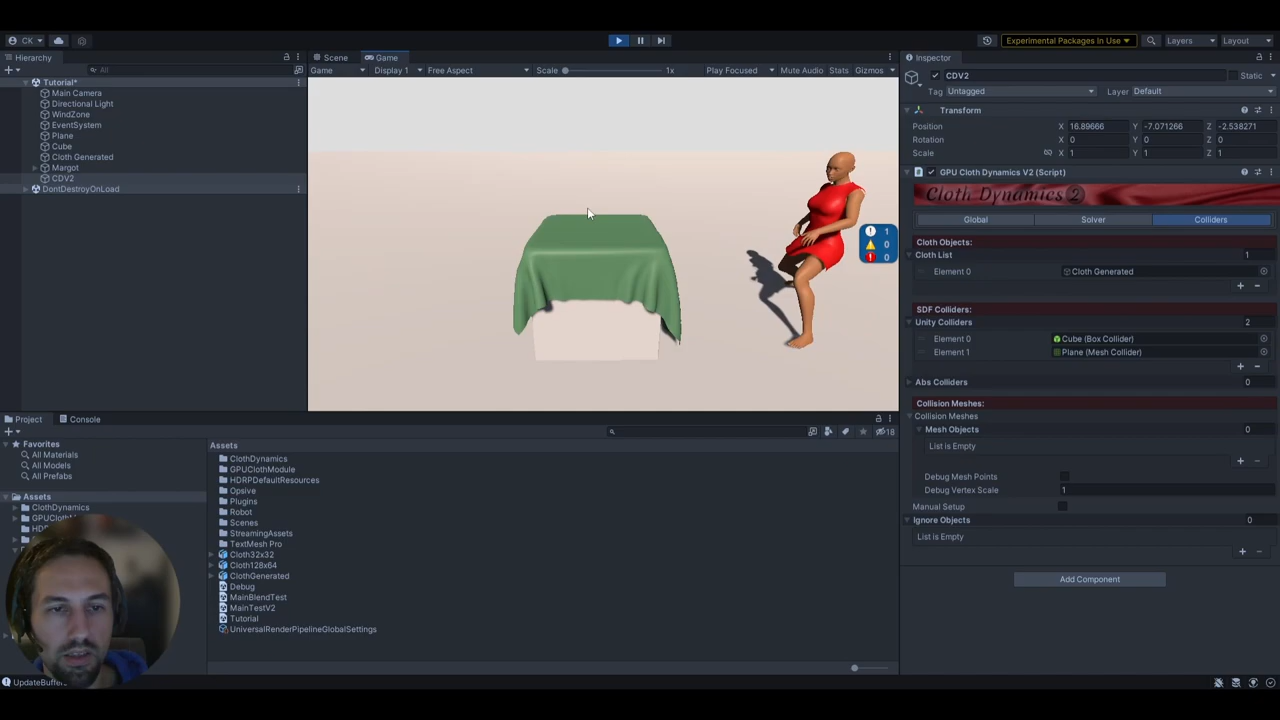 CK
Experimental Packages In Use
Layers
Layout
Hierarchy
Scene
Game
Inspector
All
Game
Display 1
Free Aspect
Scale
1x
Play Focused
Mute Audio
Stats
Gizmos
CDV2
Static
Tag
Untagged
Layer
Default
Tutorial*
Main Camera
Directional Light
WindZone
EventSystem
Plane
Cube
Cloth Generated
Margot
CDV2
DontDestroyOnLoad
1
0
0
Transform
Position
X
16.89666
Y
-7.071266
Z
-2.538271
Rotation
X
0
Y
0
Z
0
Scale
X
1
Y
1
Z
1
GPU Cloth Dynamics V2 (Script)
Cloth Dynamics 2
Global
Solver
Colliders
Cloth Objects:
Cloth List
1
Element 0
Cloth Generated
SDF Colliders:
Unity Colliders
2
Element 0
Cube (Box Collider)
Element 1
Plane (Mesh Collider)
Abs Colliders
0
Collision Meshes:
Collision Meshes
Mesh Objects
0
List is Empty
Debug Mesh Points
Debug Vertex Scale
1
Manual Setup
Ignore Objects
0
List is Empty
Add Component
Project
Console
18
Favorites
All Materials
All Models
All Prefabs
Assets
ClothDynamics
GPUClothM
HD
Assets
ClothDynamics
GPUClothModule
HDRPDefaultResources
Opsive
Plugins
Robot
Scenes
StreamingAssets
TextMesh Pro
Cloth32x32
Cloth128x64
ClothGenerated
Debug
MainBlendTest
MainTestV2
Tutorial
UniversalRenderPipelineGlobalSettings
UpdateBuffer